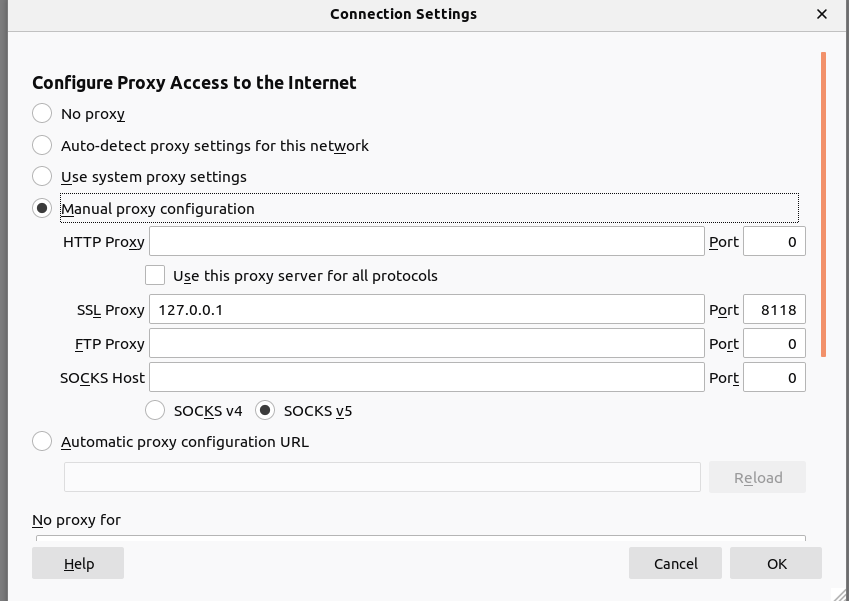 Connection Settings
Configure Proxy Access to the Internet
No proxy
Auto-detect proxy settings for this network
Use system proxy settings
Manual proxy configuration
HTTP Proxy Port 0
Use this proxy server for all protocols
SSL Proxy 127.0.0.1 Port 8118
FTP Proxy Port 0
SOCKS Host Port 0
SOCKS v4 SOCKS v5
Automatic proxy configuration URL
Reload
No proxy for
Help Cancel OK